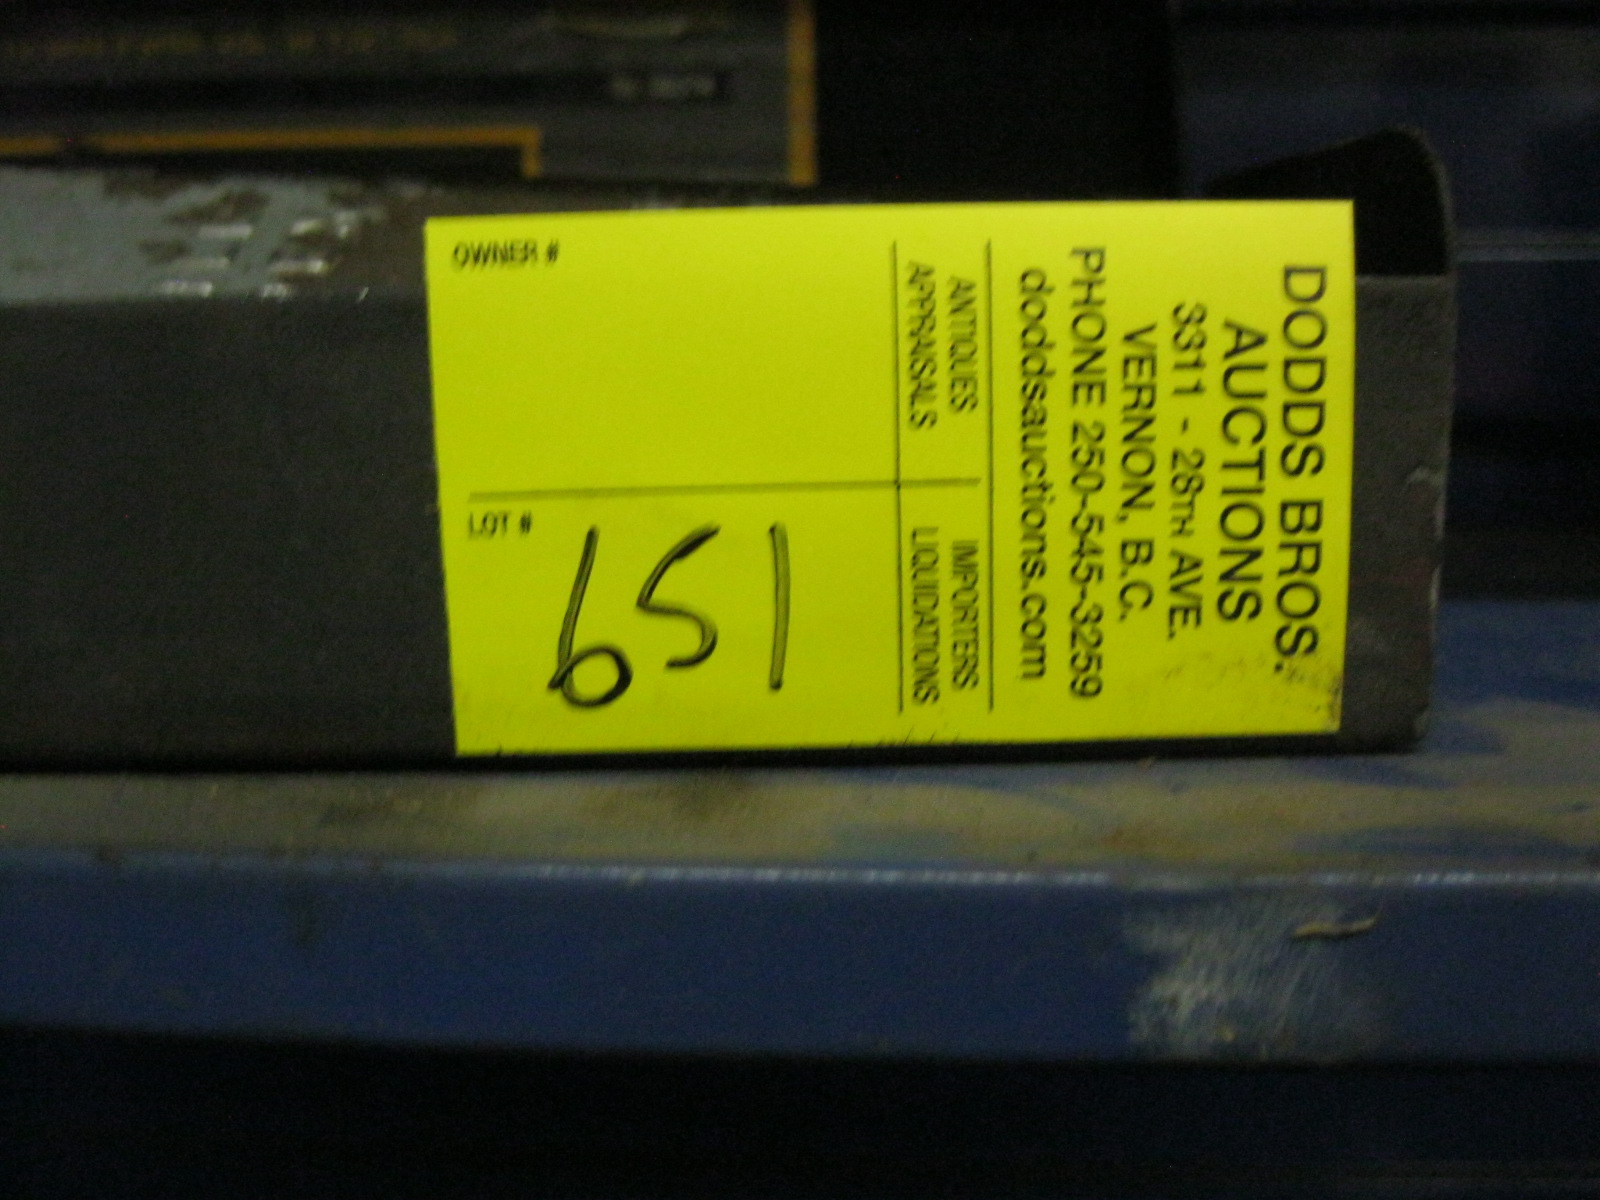 OWNER #
LOT #
651
ANTIQUES
APPRAISALS
IMPORTERS
LIQUIDATIONS
DODDS BROS.
AUCTIONS
3311 - 28TH AVE.
VERNON, B.C.
PHONE 250-545-3259
doddsauctions.com